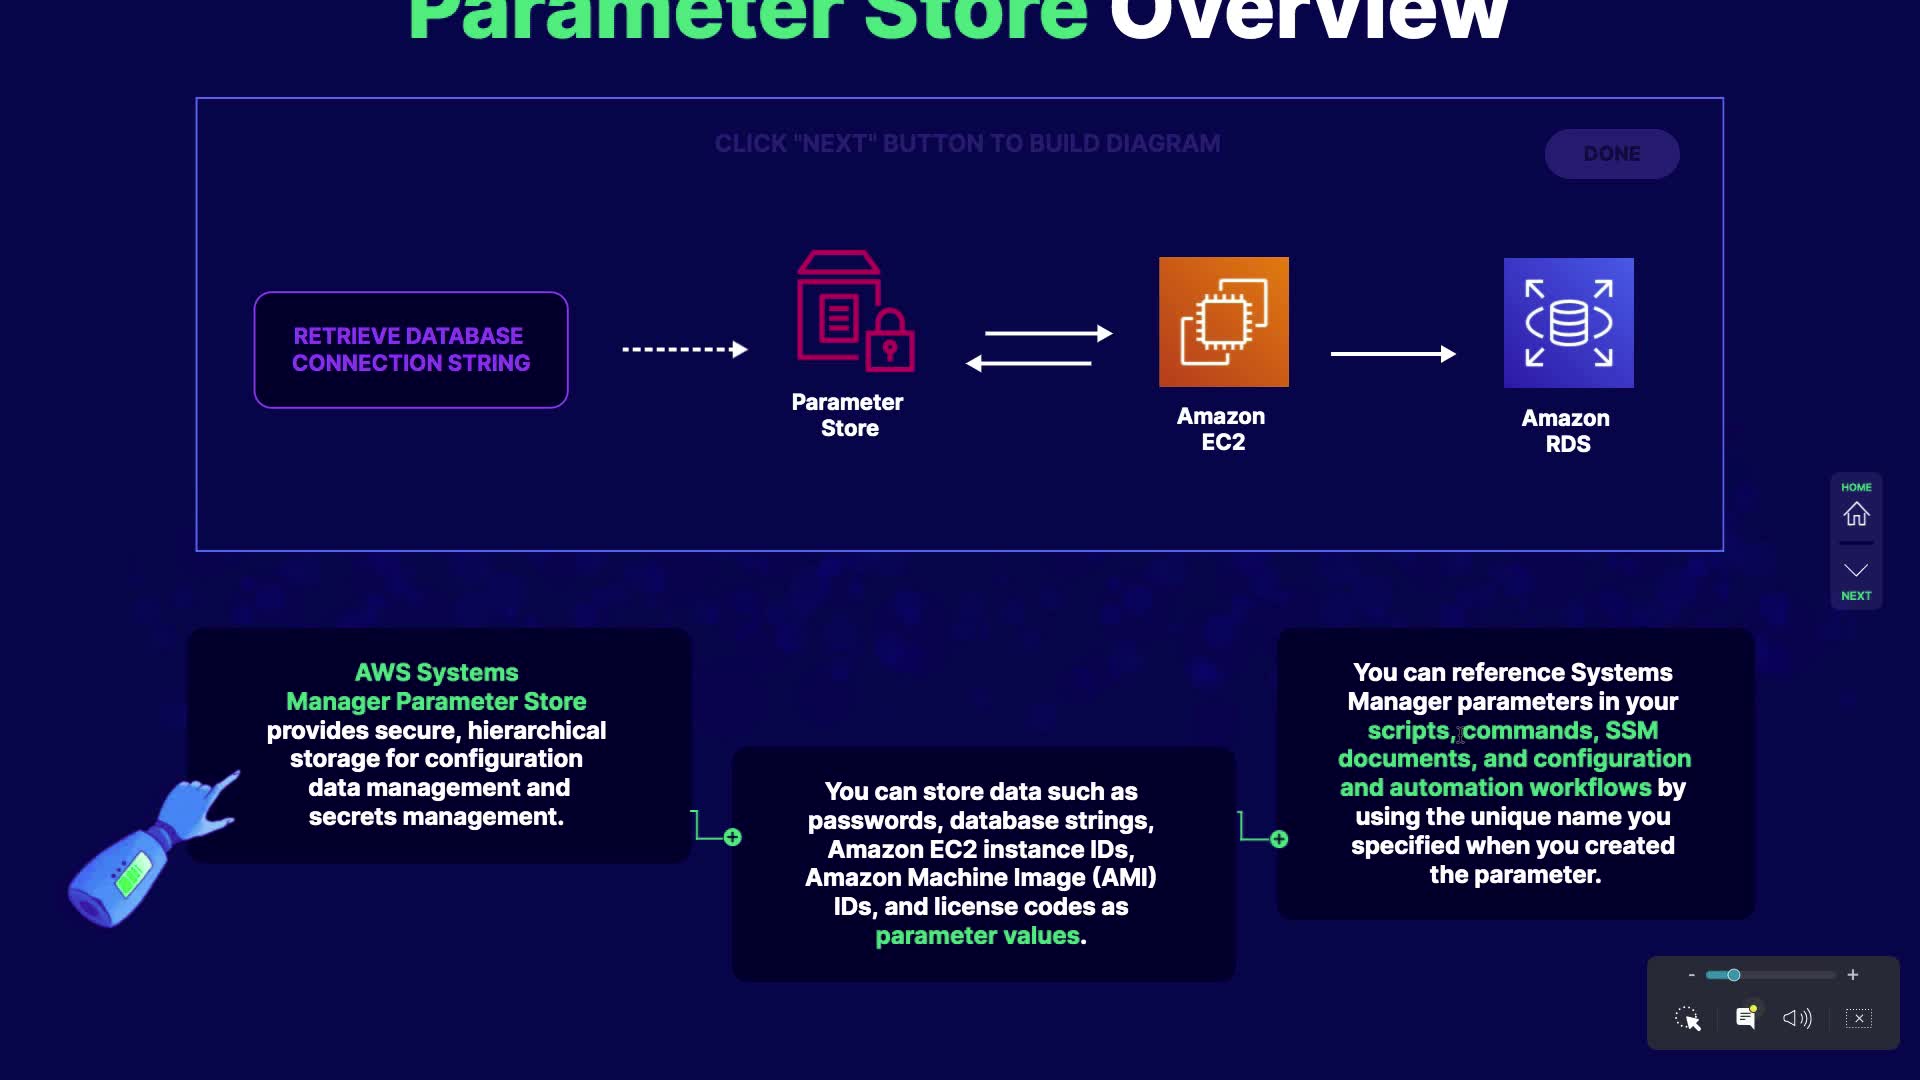 Parameter Store Overview
CLICK "NEXT" BUTTON TO BUILD DIAGRAM
DONE
RETRIEVE DATABASE
CONNECTION STRING
Parameter
Store
Amazon
EC2
Amazon
RDS
HOME
NEXT
AWS Systems
Manager Parameter Store
provides secure, hierarchical
storage for configuration
data management and
secrets management.
You can store data such as
passwords, database strings,
Amazon EC2 instance IDs,
Amazon Machine Image (AMI)
IDs, and license codes as
parameter values.
You can reference Systems
Manager parameters in your
scripts, commands, SSM
documents, and configuration
and automation workflows by
using the unique name you
specified when you created
the parameter.